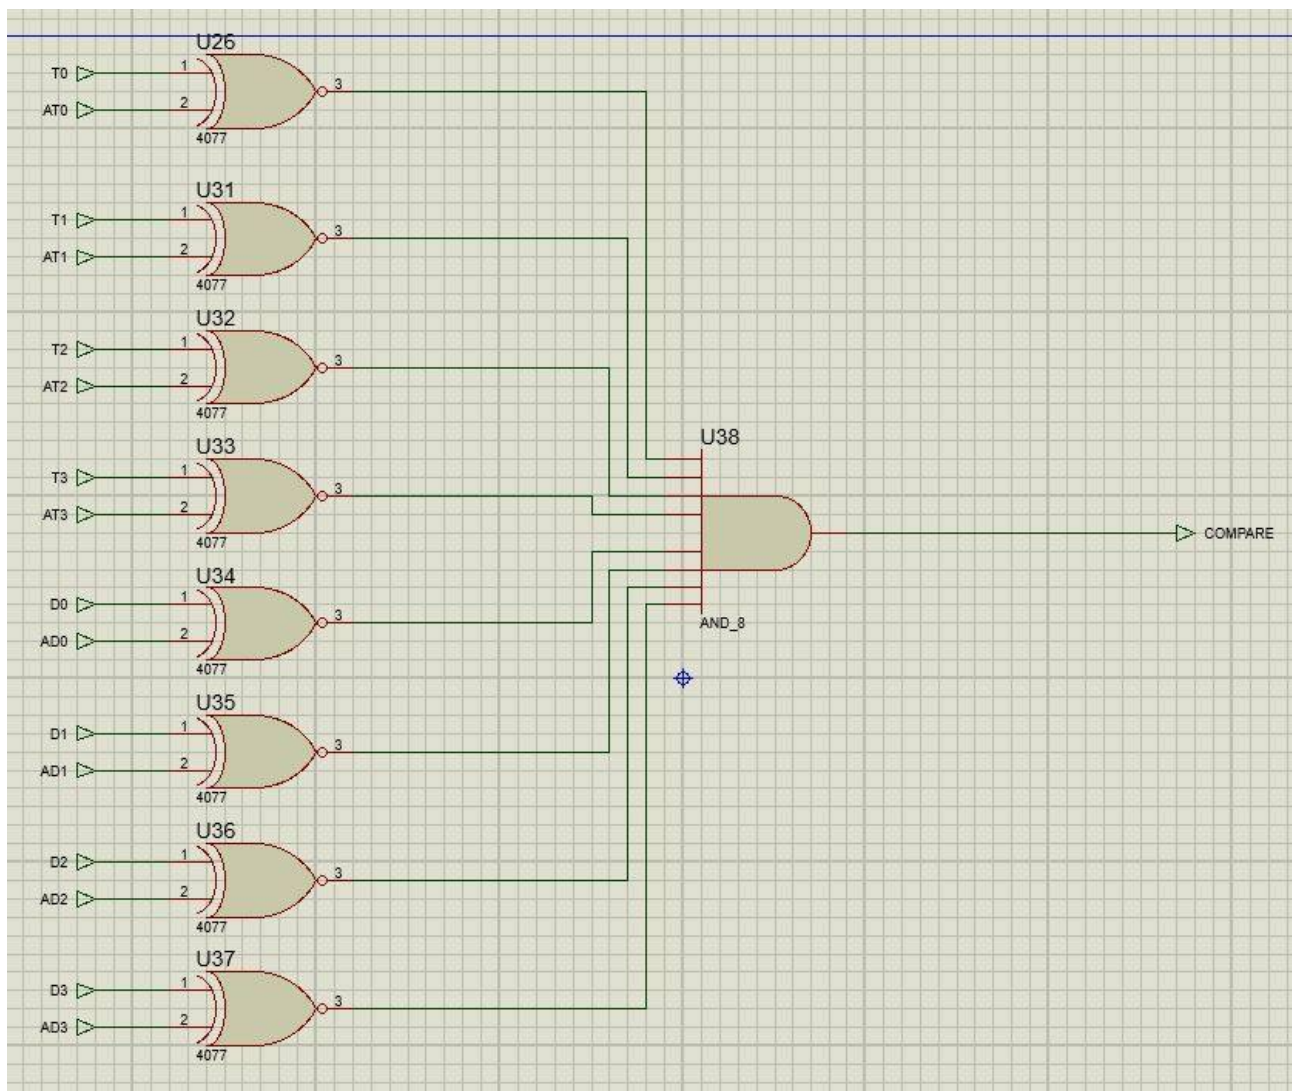 U26
T0 1
3
AT0 2
4077
U31
T1 1
3
AT1 2
4077
U32
T2 1
3
AT2 2
4077
U33
T3 1
3
AT3 2
4077
U34
D0 1
3
AD0 2
4077
U35
D1 1
3
AD1 2
4077
U36
D2 1
3
AD2 2
4077
U37
D3 1
3
AD3 2
4077
U38
AND_8
COMPARE